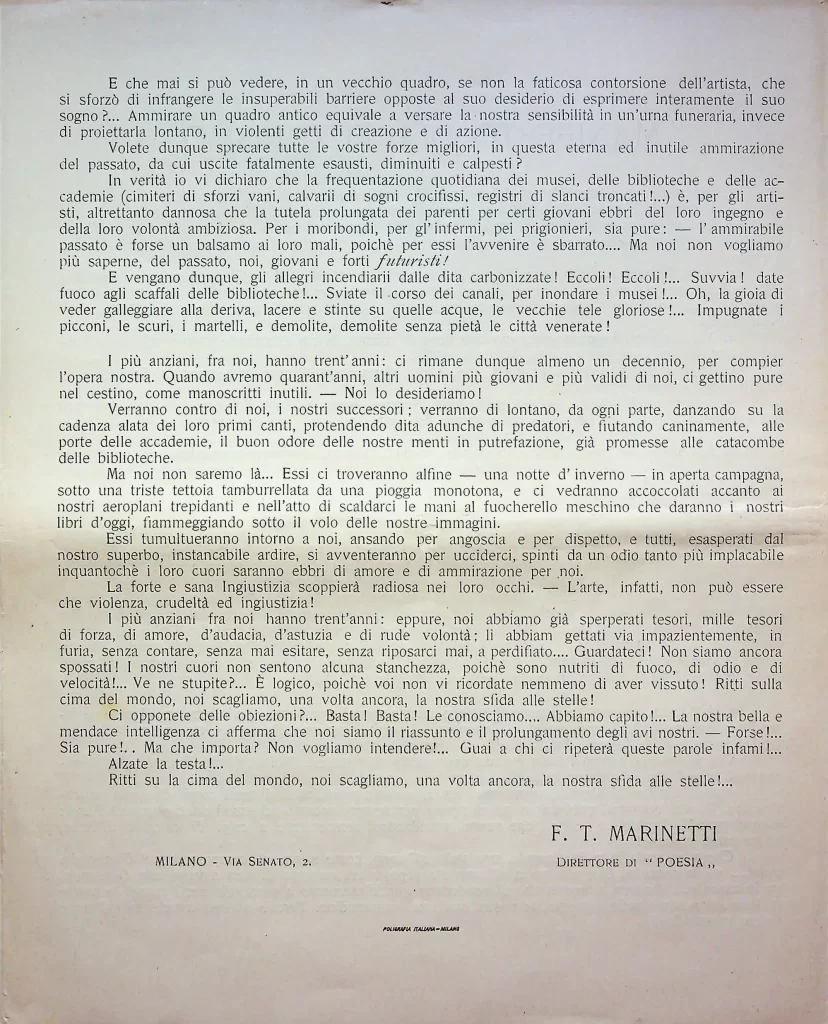 E che mai si può vedere, in un vecchio quadro, se non la faticosa contorsione dell'artista, che
si sforzò di infrangere le insuperabili barriere opposte al suo desiderio di esprimere interamente il suo
sogno?... Ammirare un quadro antico equivale a versare la nostra sensibilità in un'urna funeraria, invece
di proiettarla lontano, in violenti getti di creazione e di azione.
Volete dunque sprecare tutte le vostre forze migliori, in questa eterna ed inutile ammirazione
del passato, da cui uscite fatalmente esausti, diminuiti e calpesti?
In verità io vi dichiaro che la frequentazione quotidiana dei musei, delle biblioteche e delle ac-
cademie (cimiteri di sforzi vani, calvarii di sogni crocifissi, registri di slanci troncati!...) è, per gli arti-
sti, altrettanto dannosa che la tutela prolungata dei parenti per certi giovani ebbri del loro ingegno e
della loro volontà ambiziosa. Per i moribondi, per gl'infermi, pei prigionieri, sia pure: — l'ammirabile
passato è forse un balsamo ai loro mali, poichè per essi l'avvenire è sbarrato.... Ma noi non vogliamo
più saperne, del passato, noi, giovani e forti futuristi!
E vengano dunque, gli allegri incendiarii dalle dita carbonizzate! Eccoli! Eccoli!... Suvvia! date
fuoco agli scaffali delle biblioteche!... Sviate il corso dei canali, per inondare i musei!... Oh, la gioia di
veder galleggiare alla deriva, lacere e stinte su quelle acque, le vecchie tele gloriose!... Impugnate i
picconi, le scuri, i martelli, e demolite, demolite senza pietà le città venerate!
I più anziani, fra noi, hanno trent'anni: ci rimane dunque almeno un decennio, per compier
l'opera nostra. Quando avremo quarant'anni, altri uomini più giovani e più validi di noi, ci gettino pure
nel cestino, come manoscritti inutili. — Noi lo desideriamo!
Verranno contro di noi, i nostri successori; verranno di lontano, da ogni parte, danzando su la
cadenza alata dei loro primi canti, protendendo dita adunche di predatori, e fiutando caninamente, alle
porte delle accademie, il buon odore delle nostre menti in putrefazione, già promesse alle catacombe
delle biblioteche.
Ma noi non saremo là... Essi ci troveranno alfine — una notte d'inverno — in aperta campagna,
sotto una triste tettoia tamburrellata da una pioggia monotona, e ci vedranno accoccolati accanto ai
nostri aeroplani trepidanti e nell'atto di scaldarci le mani al fuocherello meschino che daranno i nostri
libri d'oggi, fiammeggiando sotto il volo delle nostre immagini.
Essi tumultueranno intorno a noi, ansando per angoscia e per dispetto, e tutti, esasperati dal
nostro superbo, instancabile ardire, si avventeranno per ucciderci, spinti da un odio tanto più implacabile
inquantochè i loro cuori saranno ebbri di amore e di ammirazione per noi.
La forte e sana Ingiustizia scoppierà radiosa nei loro occhi. — L'arte, infatti, non può essere
che violenza, crudeltà ed ingiustizia!
I più anziani fra noi hanno trent'anni: eppure, noi abbiamo già sperperati tesori, mille tesori
di forza, di amore, d'audacia, d'astuzia e di rude volontà; li abbiam gettati via impazientemente, in
furia, senza contare, senza mai esitare, senza riposarci mai, a perdifiato.... Guardateci! Non siamo ancora
spossati! I nostri cuori non sentono alcuna stanchezza, poichè sono nutriti di fuoco, di odio e di
velocità!... Ve ne stupite?... È logico, poichè voi non vi ricordate nemmeno di aver vissuto! Ritti sulla
cima del mondo, noi scagliamo, una volta ancora, la nostra sfida alle stelle!
Ci opponete delle obiezioni?... Basta! Basta! Le conosciamo.... Abbiamo capito!... La nostra bella e
mendace intelligenza ci afferma che noi siamo il riassunto e il prolungamento degli avi nostri. — Forse!...
Sia pure!.. Ma che importa? Non vogliamo intendere!... Guai a chi ci ripeterà queste parole infami!...
Alzate la testa!...
Ritti su la cima del mondo, noi scagliamo, una volta ancora, la nostra sfida alle stelle!...
F. T. MARINETTI
MILANO - VIA SENATO, 2.
DIRETTORE DI “ POESIA „
POLIGRAFIA ITALIANA—MILANO